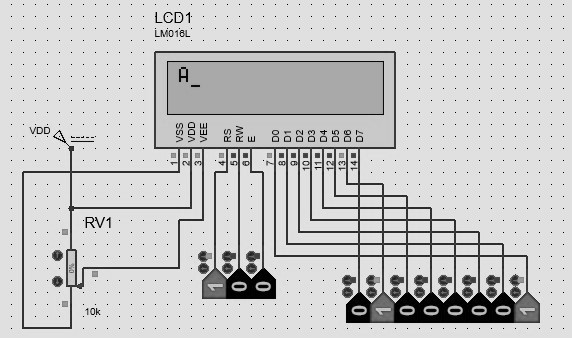 LCD1
LM016L
A_
VSS VDD VEE RS RW E D0 D1 D2 D3 D4 D5 D6 D7
1 2 3 4 5 6 7 8 9 10 11 12 13 14
VDD
RV1
0%
10k
1 0 0
0 1 0 0 0 0 0 1